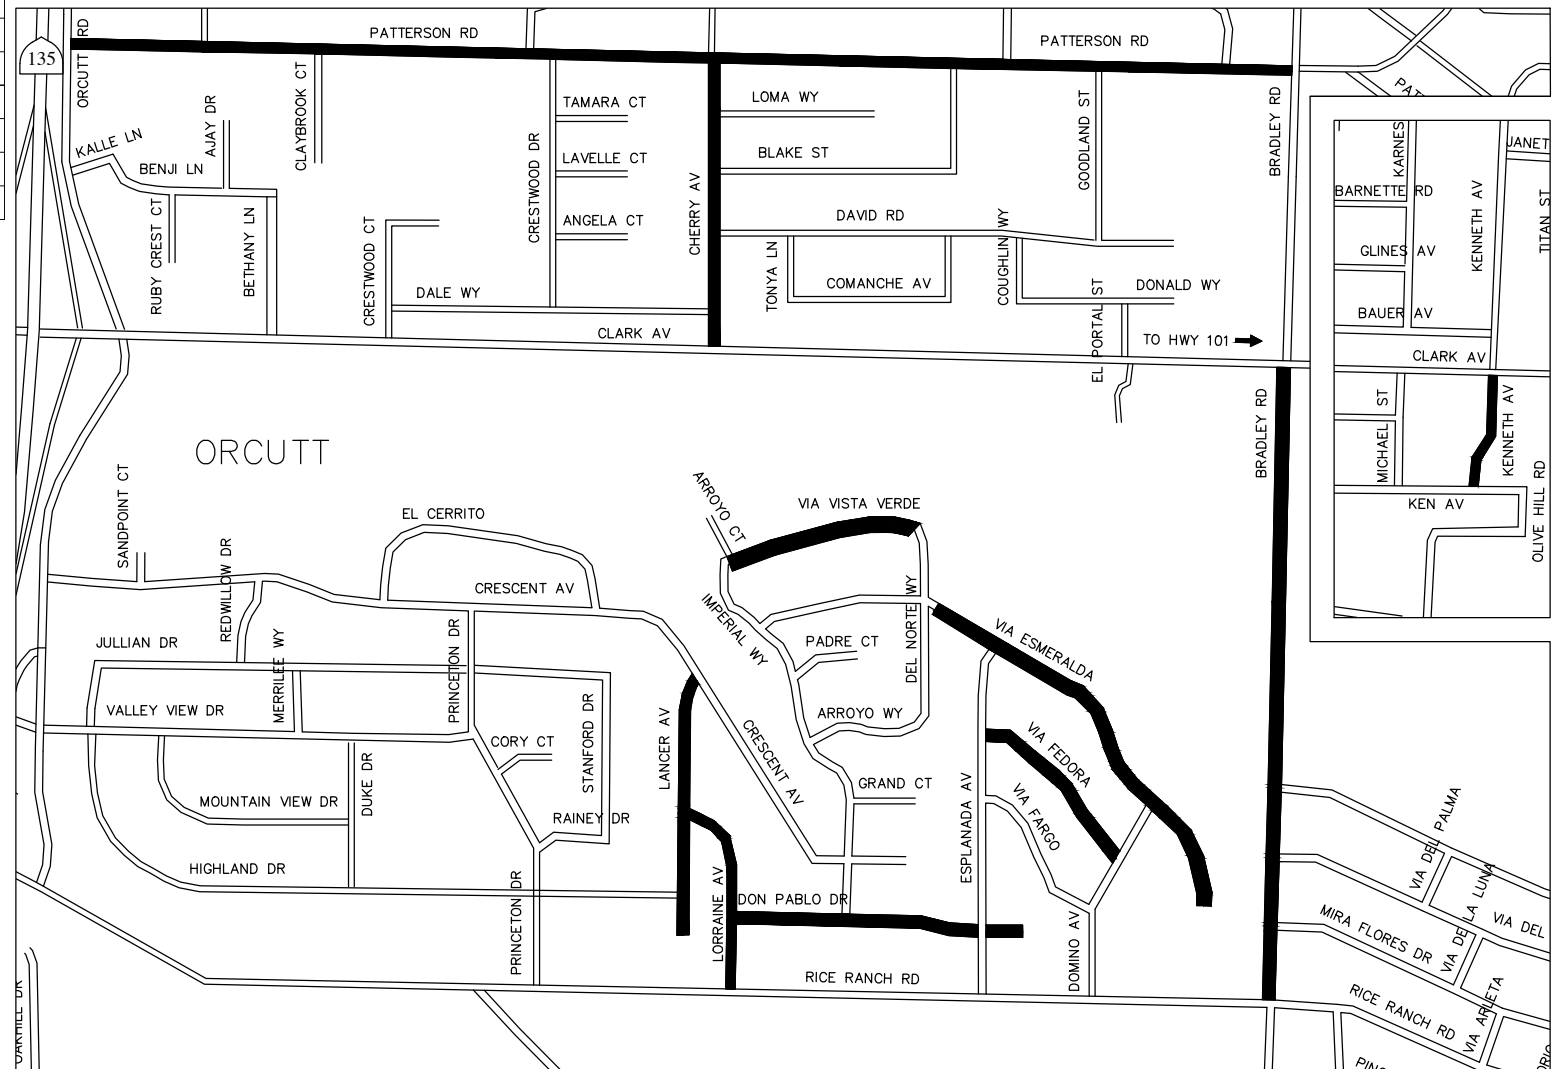 ORCUTT RD
PATTERSON RD
PATTERSON RD
135
CLAYBROOK CT
AJAY DR
KALLE LN
BENJI LN
RUBY CREST CT
BETHANY LN
CRESTWOOD CT
CRESTWOOD DR
TAMARA CT
LAVELLE CT
ANGELA CT
CHERRY AV
DALE WY
CLARK AV
LOMA WY
BLAKE ST
DAVID RD
TONYA LN
COMANCHE AV
COUGHLIN WY
GOODLAND ST
DONALD WY
EL PORTAL ST
TO HWY 101
BRADLEY RD
KARNES
JANET
BARNETTE RD
KENNETH AV
TITAN ST
GLINES AV
BAUER AV
CLARK AV
MICHAEL ST
KENNETH AV
KEN AV
OLIVE HILL RD
BRADLEY RD
ORCUTT
SANDPOINT CT
REDWILLOW DR
EL CERRITO
CRESCENT AV
ARROYO CT
VIA VISTA VERDE
IMPERIAL WY
DEL NORTE WY
PADRE CT
ARROYO WY
VIA ESMERALDA
JULLIAN DR
MERRILEE WY
PRINCETON DR
VALLEY VIEW DR
CORY CT
STANFORD DR
LANCER AV
CRESCENT AV
GRAND CT
VIA FEDORA
VIA FARGO
ESPLANADA AV
DUKE DR
MOUNTAIN VIEW DR
RAINEY DR
HIGHLAND DR
PRINCETON DR
LORRAINE AV
DON PABLO DR
DOMINO AV
RICE RANCH RD
VIA DEL PALMA
VIA DE LA LUNA
VIA DEL
MIRA FLORES DR
RICE RANCH RD
VIA ARLETA
OAKHILL DR